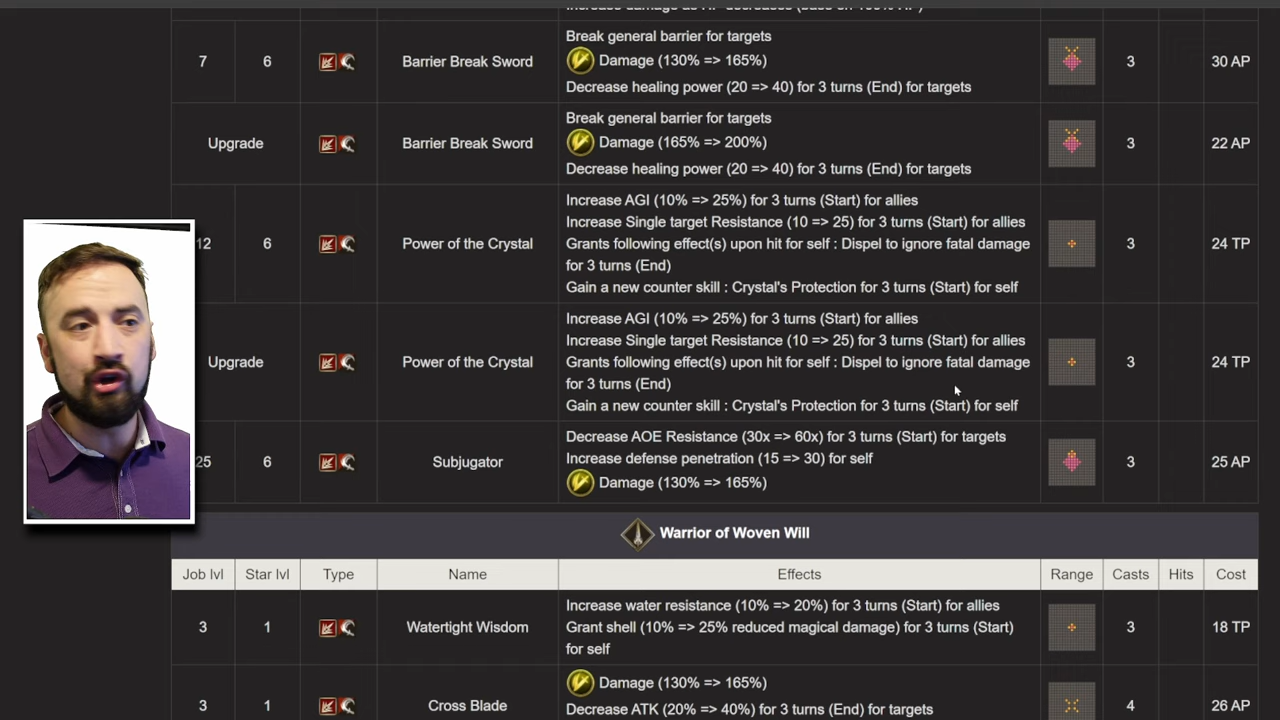 Increase damage as HP decreases (base on 100% HP)
7 6 Barrier Break Sword Break general barrier for targets
Damage (130% => 165%)
Decrease healing power (20 => 40) for 3 turns (End) for targets
3 30 AP
Upgrade Barrier Break Sword Break general barrier for targets
Damage (165% => 200%)
Decrease healing power (20 => 40) for 3 turns (End) for targets
3 22 AP
12 6 Power of the Crystal Increase AGI (10% => 25%) for 3 turns (Start) for allies
Increase Single target Resistance (10 => 25) for 3 turns (Start) for allies
Grants following effect(s) upon hit for self : Dispel to ignore fatal damage
for 3 turns (End)
Gain a new counter skill : Crystal's Protection for 3 turns (Start) for self
3 24 TP
Upgrade Power of the Crystal Increase AGI (10% => 25%) for 3 turns (Start) for allies
Increase Single target Resistance (10 => 25) for 3 turns (Start) for allies
Grants following effect(s) upon hit for self : Dispel to ignore fatal damage
for 3 turns (End)
Gain a new counter skill : Crystal's Protection for 3 turns (Start) for self
3 24 TP
25 6 Subjugator Decrease AOE Resistance (30x => 60x) for 3 turns (Start) for targets
Increase defense penetration (15 => 30) for self
Damage (130% => 165%)
3 25 AP
Warrior of Woven Will
Job lvl Star lvl Type Name Effects Range Casts Hits Cost
3 1 Watertight Wisdom Increase water resistance (10% => 20%) for 3 turns (Start) for allies
Grant shell (10% => 25% reduced magical damage) for 3 turns (Start)
for self
3 18 TP
3 1 Cross Blade Damage (130% => 165%)
Decrease ATK (20% => 40%) for 3 turns (End) for targets
4 26 AP